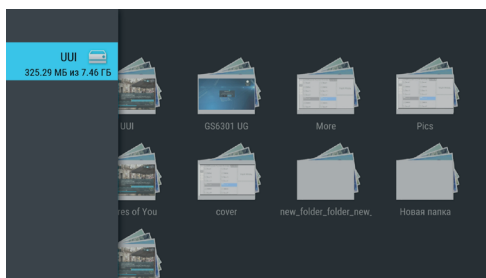 UUI
325.29 МБ из 7.46 ГБ
UUI
GS6301 UG
More
Pics
res of You
cover
new_folder_folder_new_
Новая папка